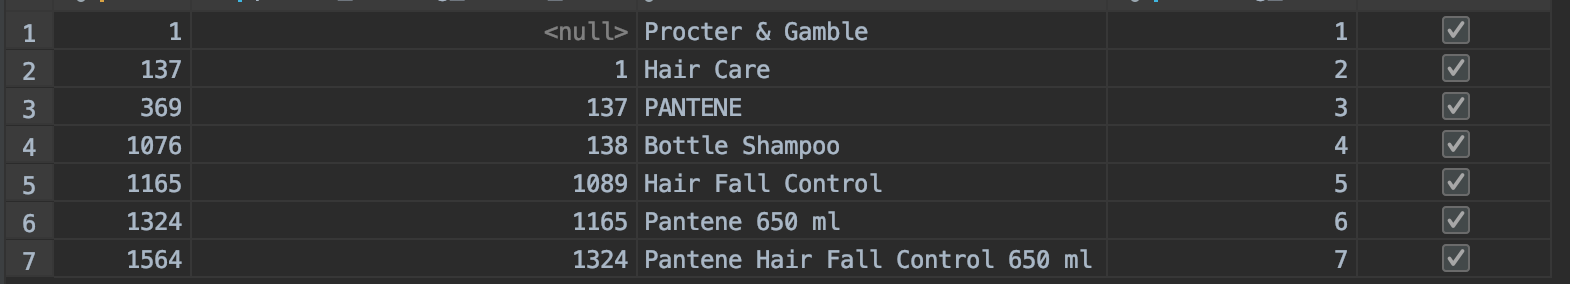 1 1 <null> Procter & Gamble 1
2 137 1 Hair Care 2
3 369 137 PANTENE 3
4 1076 138 Bottle Shampoo 4
5 1165 1089 Hair Fall Control 5
6 1324 1165 Pantene 650 ml 6
7 1564 1324 Pantene Hair Fall Control 650 ml 7